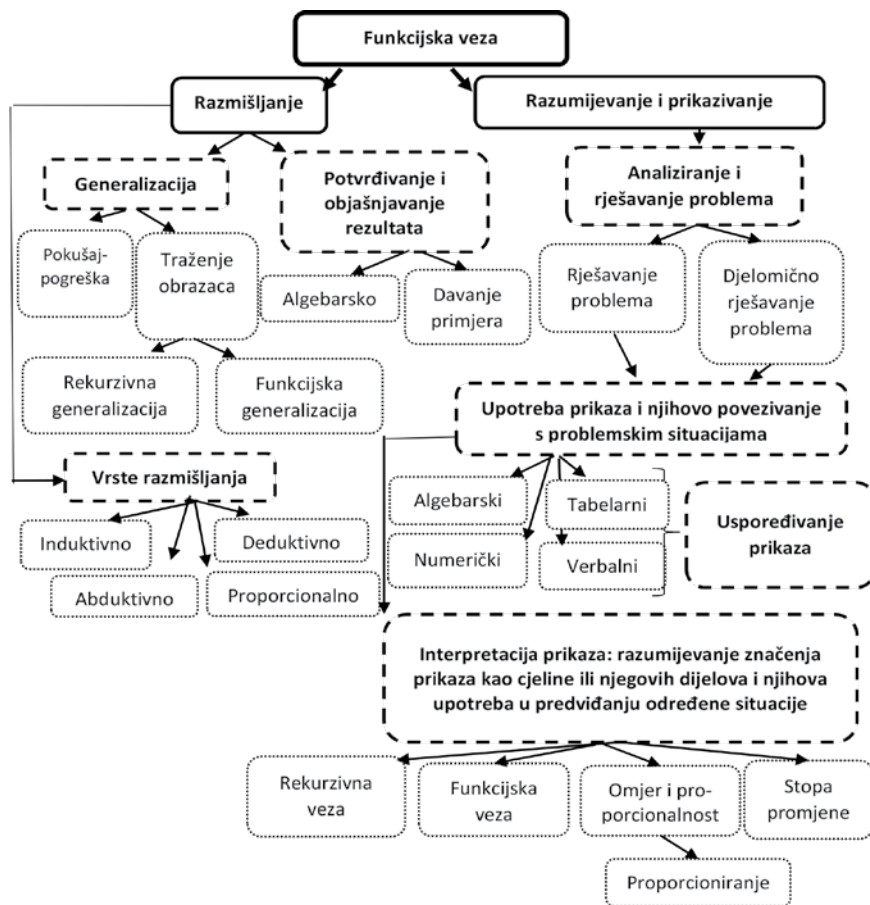 Funkcijska veza
Razmišljanje
Razumijevanje i prikazivanje
Generalizacija
Potvrđivanje i
objašnjavanje
rezultata
Analiziranje i
rješavanje problema
Pokušaj-
pogreška
Traženje
obrazaca
Algebarsko
Davanje
primjera
Rješavanje
problema
Djelomično
rješavanje
problema
Rekurzivna
generalizacija
Funkcijska
generalizacija
Upotreba prikaza i njihovo povezivanje
s problemskim situacijama
Vrste razmišljanja
Induktivno
Deduktivno
Abduktivno
Proporcionalno
Algebarski
Tabelarni
Numerički
Verbalni
Uspoređivanje
prikaza
Interpretacija prikaza: razumijevanje značenja
prikaza kao cjeline ili njegovih dijelova i njihova
upotreba u predviđanju određene situacije
Rekurzivna
veza
Funkcijska
veza
Omjer i pro-
porcionalnost
Stopa
promjene
Proporcioniranje